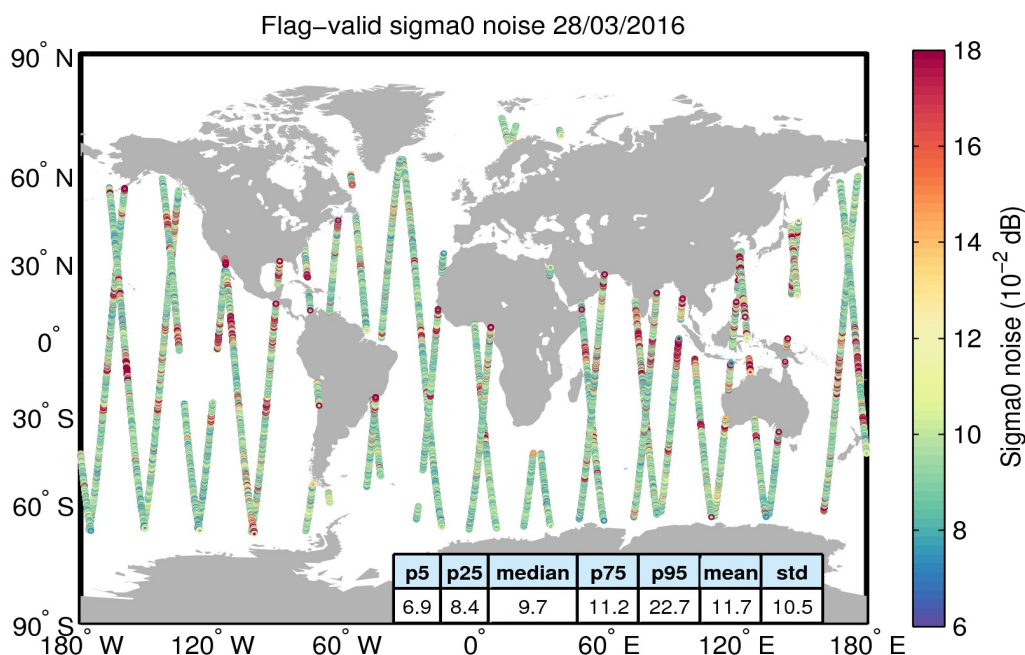 Flag−valid sigma0 noise 28/03/2016
90° N
60° N
30° N
0°
30° S
60° S
90° S
180° W
120° W
60° W
0°
60° E
120° E
180° E
p5 p25 median p75 p95 mean std
6.9 8.4 9.7 11.2 22.7 11.7 10.5
18
16
14
12
10
8
6
Sigma0 noise (10⁻² dB)